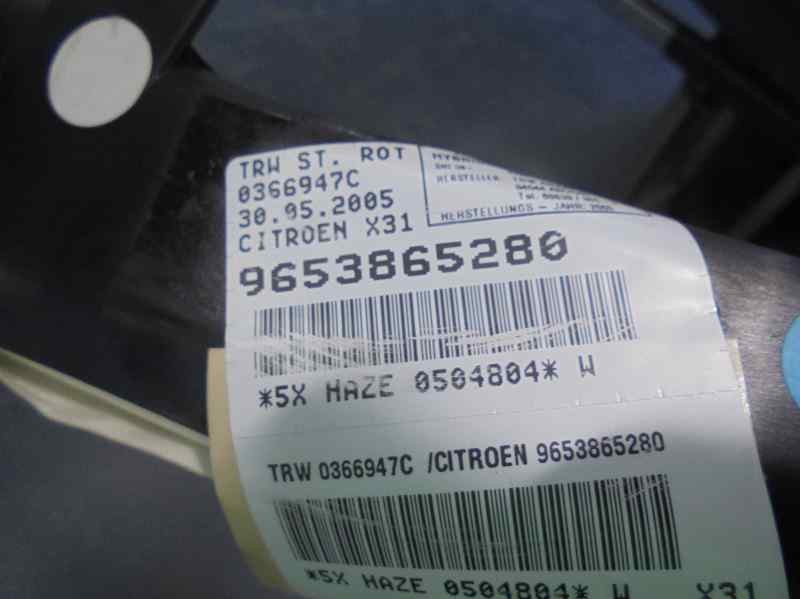 TRW ST. ROT
0366947C
30.05.2005
CITROEN X31
HERSTELLER
HERSTELLUNGS - JAHR: 2005
9653865280
*5X HAZE 0504804* W
TRW 0366947C /CITROEN 9653865280
*5X HAZE 0504804* W X31